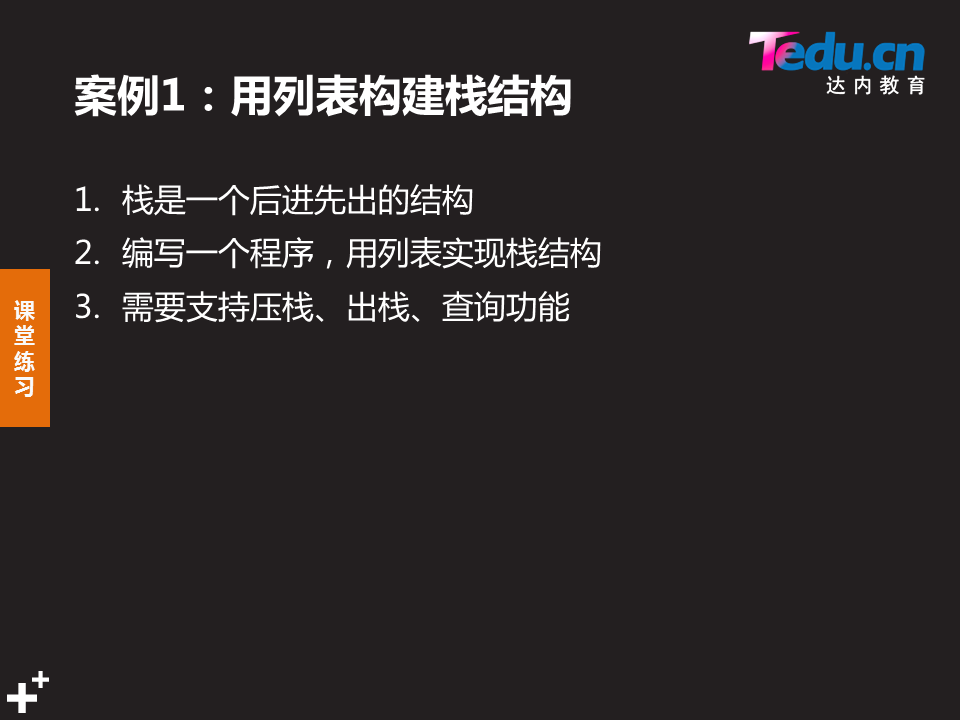 Tedu.cn
达内教育
案例1：用列表构建栈结构
1. 栈是一个后进先出的结构
2. 编写一个程序，用列表实现栈结构
3. 需要支持压栈、出栈、查询功能
课
堂
练
习